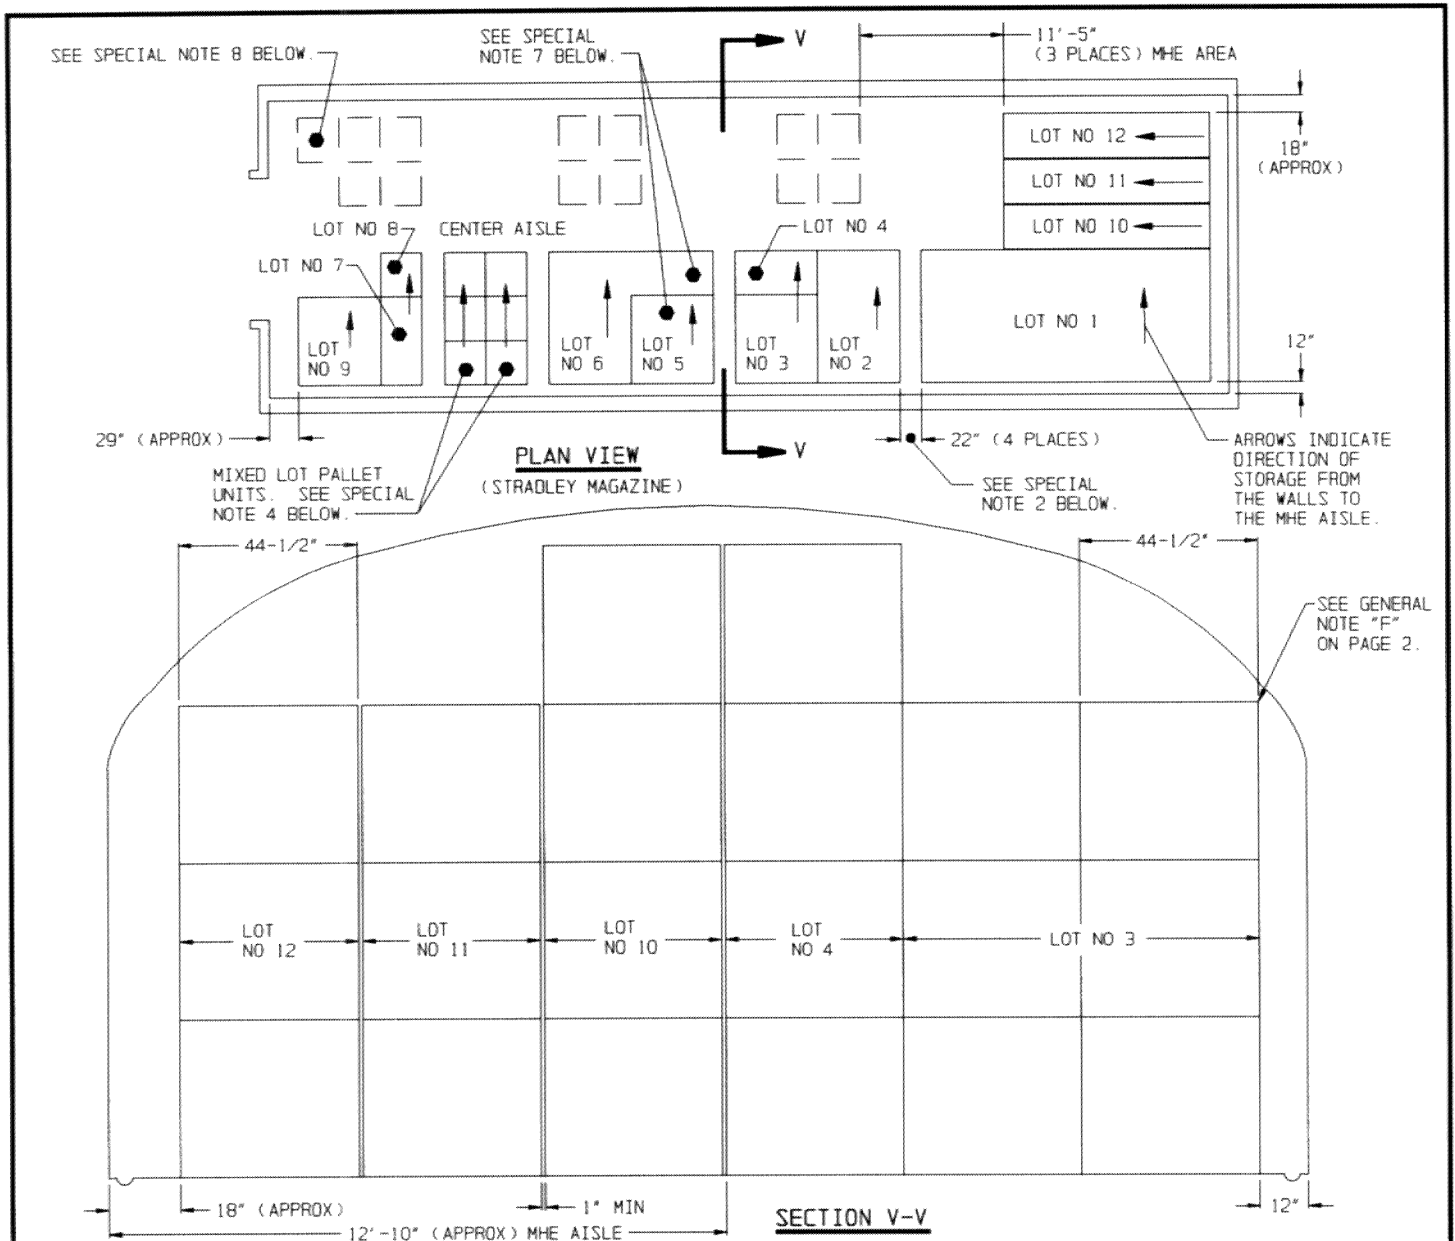 SEE SPECIAL NOTE 8 BELOW.
SEE SPECIAL
NOTE 7 BELOW.
V
11'-5"
(3 PLACES) MHE AREA
LOT NO 12
LOT NO 11
LOT NO 10
18"
(APPROX)
LOT NO 8
CENTER AISLE
LOT NO 4
LOT NO 7
LOT
NO 9
LOT
NO 6
LOT
NO 5
LOT
NO 3
LOT
NO 2
LOT NO 1
12"
29" (APPROX)
PLAN VIEW
(STRADLEY MAGAZINE)
V
22" (4 PLACES)
MIXED LOT PALLET
UNITS. SEE SPECIAL
NOTE 4 BELOW.
SEE SPECIAL
NOTE 2 BELOW.
ARROWS INDICATE
DIRECTION OF
STORAGE FROM
THE WALLS TO
THE MHE AISLE.
44-1/2"
44-1/2"
SEE GENERAL
NOTE "F"
ON PAGE 2.
LOT
NO 12
LOT
NO 11
LOT
NO 10
LOT
NO 4
LOT NO 3
18" (APPROX)
1" MIN
12"
12'-10" (APPROX) MHE AISLE
SECTION V-V